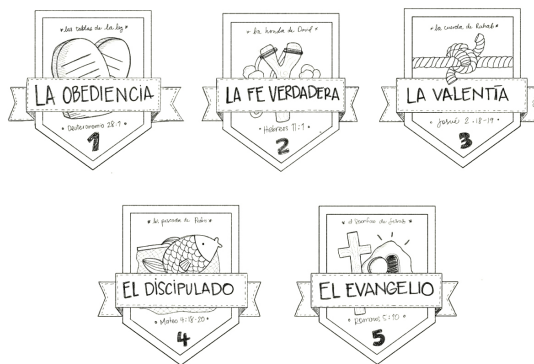 • las tablas de la ley •
LA OBEDIENCIA
• Deuteronomio 28:1 •
1
• la honda de David •
LA FE VERDADERA
• Hebreos 11:1 •
2
• la cuerda de Rahab •
LA VALENTÍA
• Josué 2-18-19 •
3
• la pescada de Pedro •
EL DISCIPULADO
• Mateo 4:18-20 •
4
• el sacrificio de Jesús •
EL EVANGELIO
• Romanos 5:10 •
5